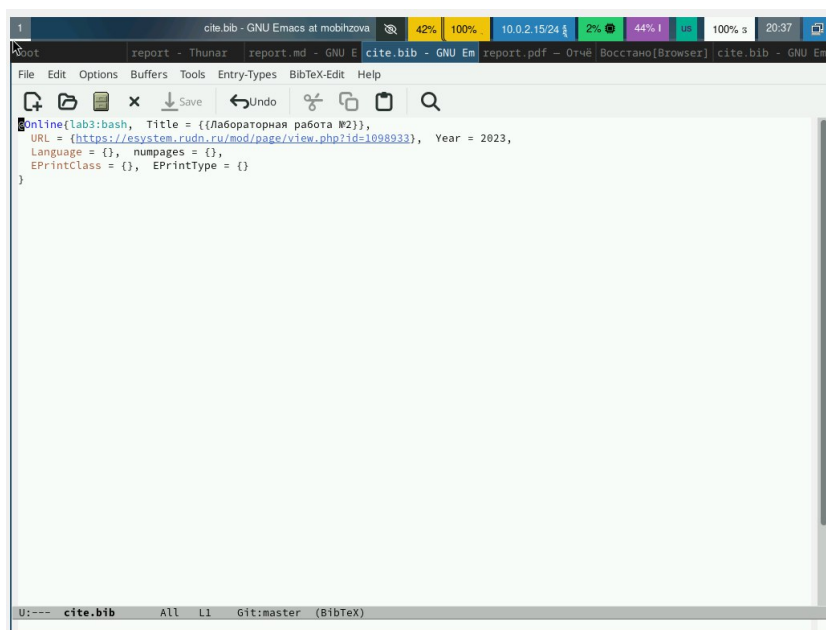 1 cite.bib - GNU Emacs at mobihzova 42% 100% 10.0.2.15/24 2% 44% us 100% 20:37
report - Thunar report.md - GNU E cite.bib - GNU Em report.pdf — Отчё Восстано[Browser] cite.bib - GNU Em
File Edit Options Buffers Tools Entry-Types BibTeX-Edit Help
Save Undo
@Online{lab3:bash, Title = {{Лабораторная работа №2}},
URL = {https://esystem.rudn.ru/mod/page/view.php?id=1098933}, Year = 2023,
Language = {}, numpages = {},
EPrintClass = {}, EPrintType = {}
}
U:--- cite.bib All L1 Git:master (BibTeX)